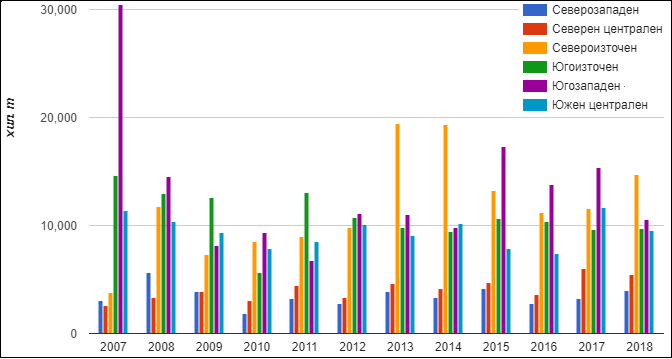 30,000
20,000
10,000
0
хил. т
Северозападен
Северен централен
Североизточен
Югоизточен
Югозападен
Южен централен
2007 2008 2009 2010 2011 2012 2013 2014 2015 2016 2017 2018